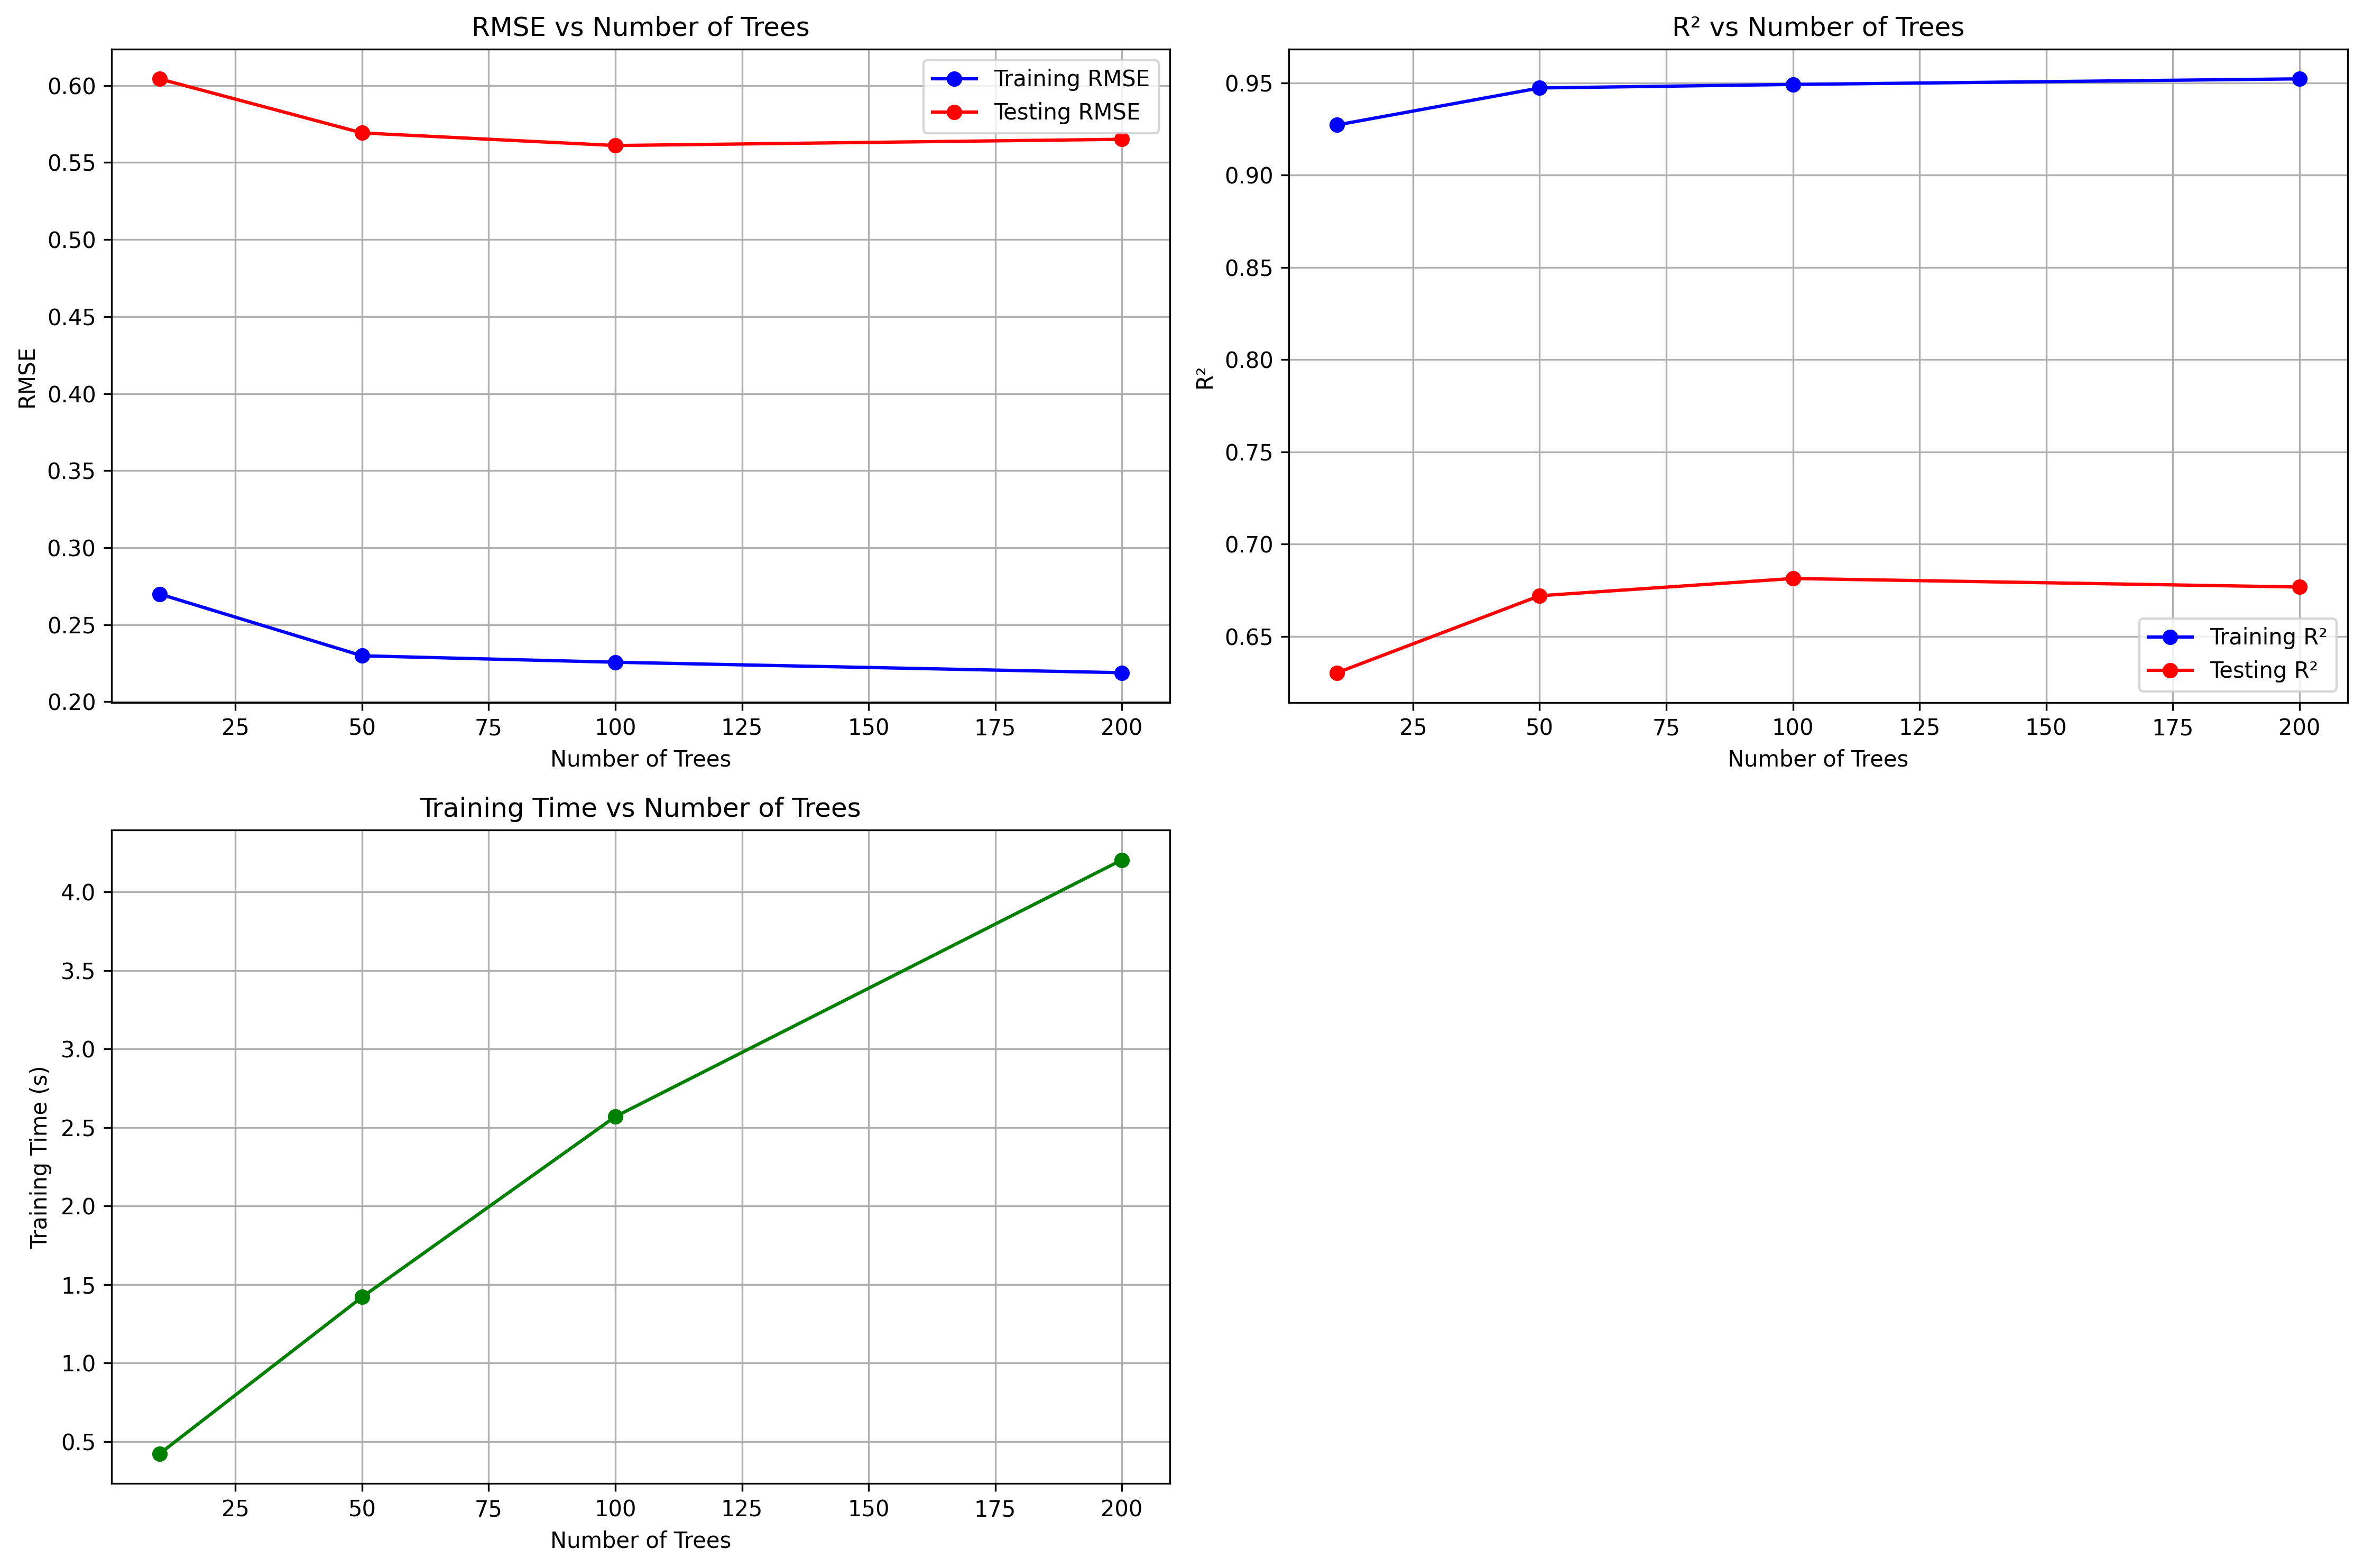 RMSE vs Number of Trees
0.60
0.55
0.50
0.45
0.40
0.35
0.30
0.25
0.20
RMSE
Training RMSE
Testing RMSE
25 50 75 100 125 150 175 200
Number of Trees
R² vs Number of Trees
0.95
0.90
0.85
0.80
0.75
0.70
0.65
R²
Training R²
Testing R²
25 50 75 100 125 150 175 200
Number of Trees
Training Time vs Number of Trees
4.0
3.5
3.0
2.5
2.0
1.5
1.0
0.5
Training Time (s)
25 50 75 100 125 150 175 200
Number of Trees